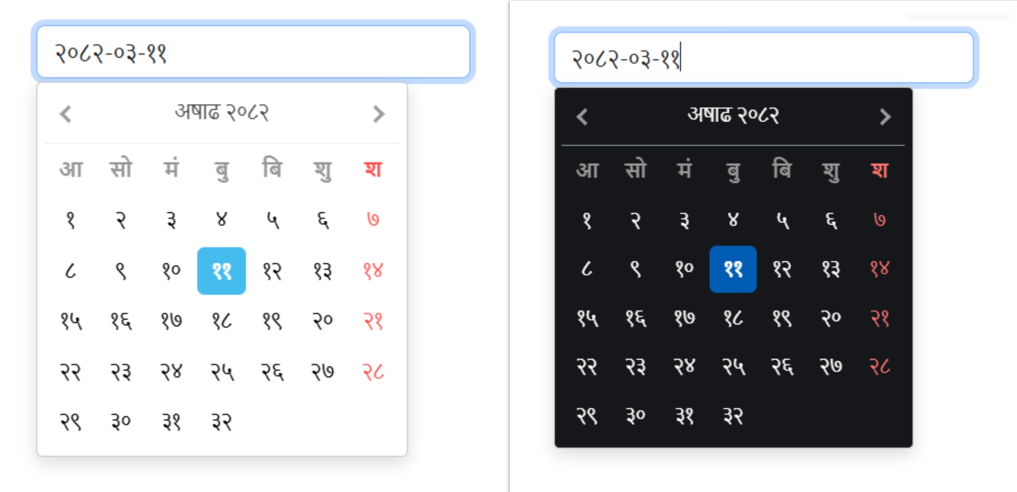 २०८२-०३-११
अषाढ २०८२
आ सो मं बु बि शु श
१ २ ३ ४ ५ ६ ७
८ ९ १० ११ १२ १३ १४
१५ १६ १७ १८ १९ २० २१
२२ २३ २४ २५ २६ २७ २८
२९ ३० ३१ ३२
२०८२-०३-११
अषाढ २०८२
आ सो मं बु बि शु श
१ २ ३ ४ ५ ६ ७
८ ९ १० ११ १२ १३ १४
१५ १६ १७ १८ १९ २० २१
२२ २३ २४ २५ २६ २७ २८
२९ ३० ३१ ३२